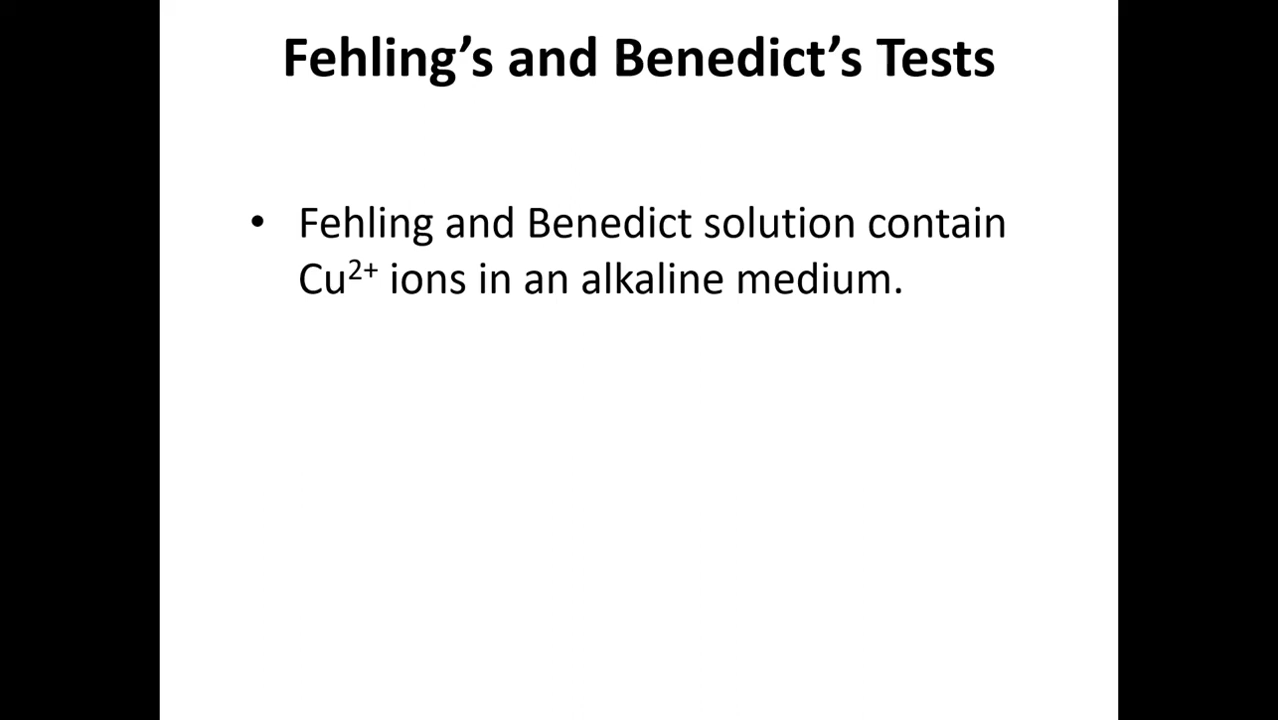 Fehling’s and Benedict’s Tests
• Fehling and Benedict solution contain
Cu²⁺ ions in an alkaline medium.